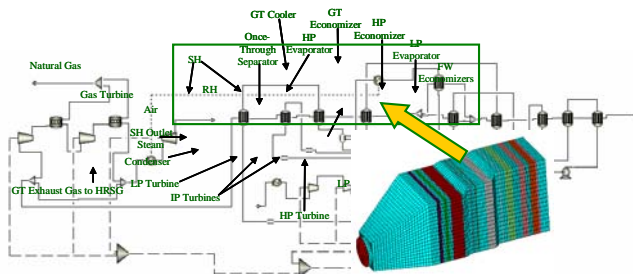 GT Cooler
GT
Economizer
HP
Economizer
Once-
Through
Separator
HP
Evaporator
LP
Evaporator
SH
FW
Economizers
RH
Natural Gas
Gas Turbine
Air
SH Outlet
Steam
Condenser
LP Turbine
IP Turbines
GT Exhaust Gas to HRSG
HP Turbine
LP